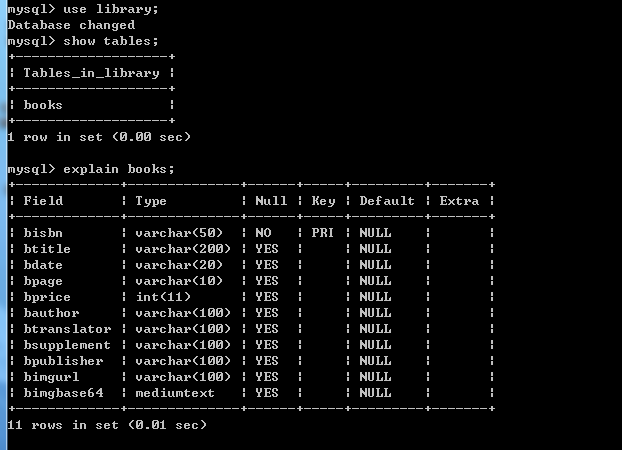 mysql> use library;
Database changed
mysql> show tables;
+-------------------+
| Tables_in_library |
+-------------------+
| books             |
+-------------------+
1 row in set (0.00 sec)
mysql> explain books;
+-------------+--------------+------+-----+---------+-------+
| Field       | Type         | Null | Key | Default | Extra |
+-------------+--------------+------+-----+---------+-------+
| bisbn       | varchar(50)  | NO   | PRI | NULL    |       |
| btitle      | varchar(200) | YES  |     | NULL    |       |
| bdate       | varchar(20)  | YES  |     | NULL    |       |
| bpage       | varchar(10)  | YES  |     | NULL    |       |
| bprice      | int(11)      | YES  |     | NULL    |       |
| bauthor     | varchar(100) | YES  |     | NULL    |       |
| btranslator | varchar(100) | YES  |     | NULL    |       |
| bsupplement | varchar(100) | YES  |     | NULL    |       |
| bpublisher  | varchar(100) | YES  |     | NULL    |       |
| bimgurl     | varchar(100) | YES  |     | NULL    |       |
| bimgbase64  | mediumtext   | YES  |     | NULL    |       |
+-------------+--------------+------+-----+---------+-------+
11 rows in set (0.01 sec)